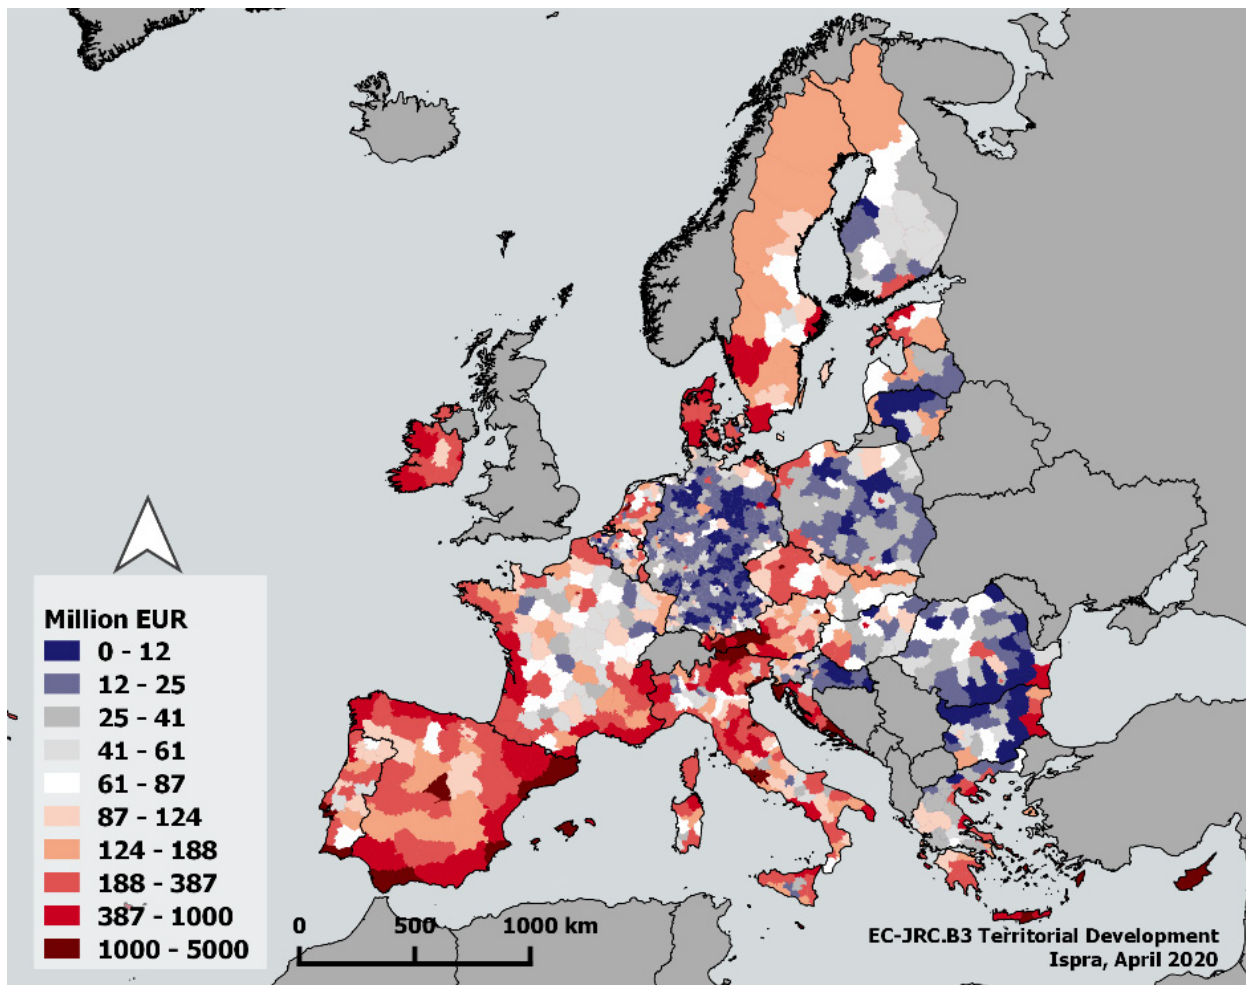 Million EUR
0 - 12
12 - 25
25 - 41
41 - 61
61 - 87
87 - 124
124 - 188
188 - 387
387 - 1000
1000 - 5000
0 500 1000 km
EC-JRC.B3 Territorial Development
Ispra, April 2020